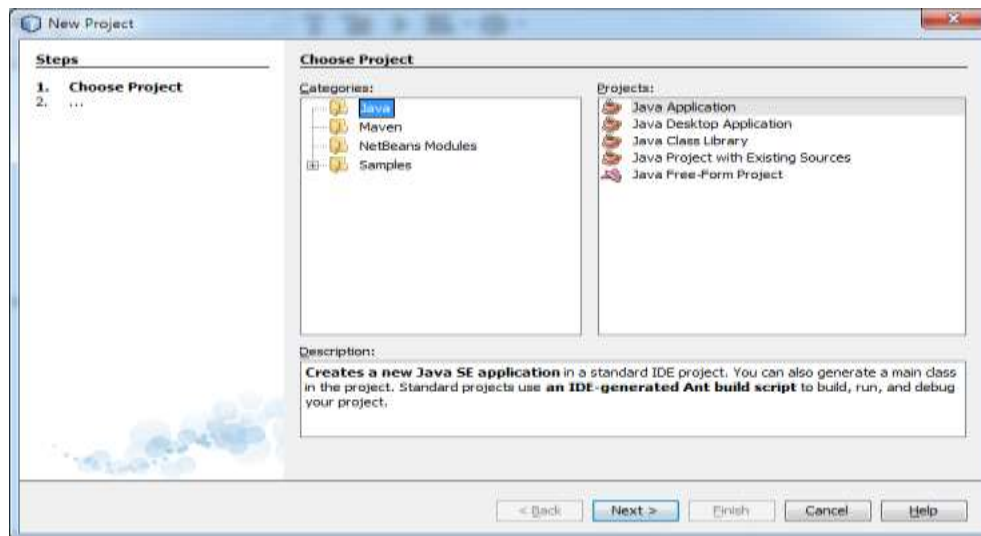 New Project
Steps
1. Choose Project
2. ...
Choose Project
Categories:
Java
Maven
NetBeans Modules
Samples
Projects:
Java Application
Java Desktop Application
Java Class Library
Java Project with Existing Sources
Java Free-Form Project
Description:
Creates a new Java SE application in a standard IDE project. You can also generate a main class
in the project. Standard projects use an IDE-generated Ant build script to build, run, and debug
your project.
< Back
Next >
Finish
Cancel
Help